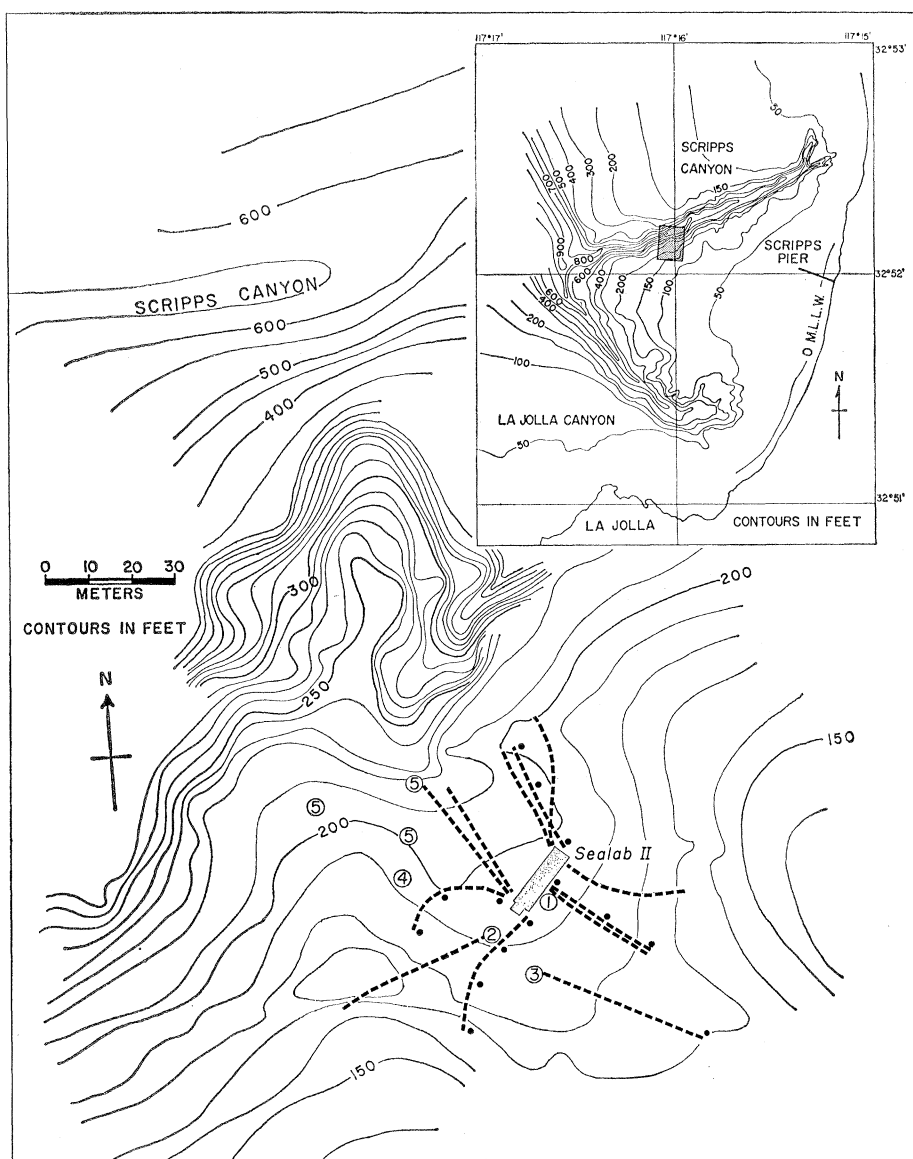 117°17'
117°16'
117°15'
32°53'
50
SCRIPPS
CANYON
200
300
400
500
600
700
150
900
800
600
400
200
150
100
50
SCRIPPS
PIER
32°52'
600
400
200
100
O M.L.L.W.
N
LA JOLLA CANYON
50
32°51'
LA JOLLA
CONTOURS IN FEET
600
SCRIPPS CANYON
600
500
400
0 10 20 30
METERS
CONTOURS IN FEET
300
200
N
250
150
5
5
200
5
Sealab II
4
1
2
3
150